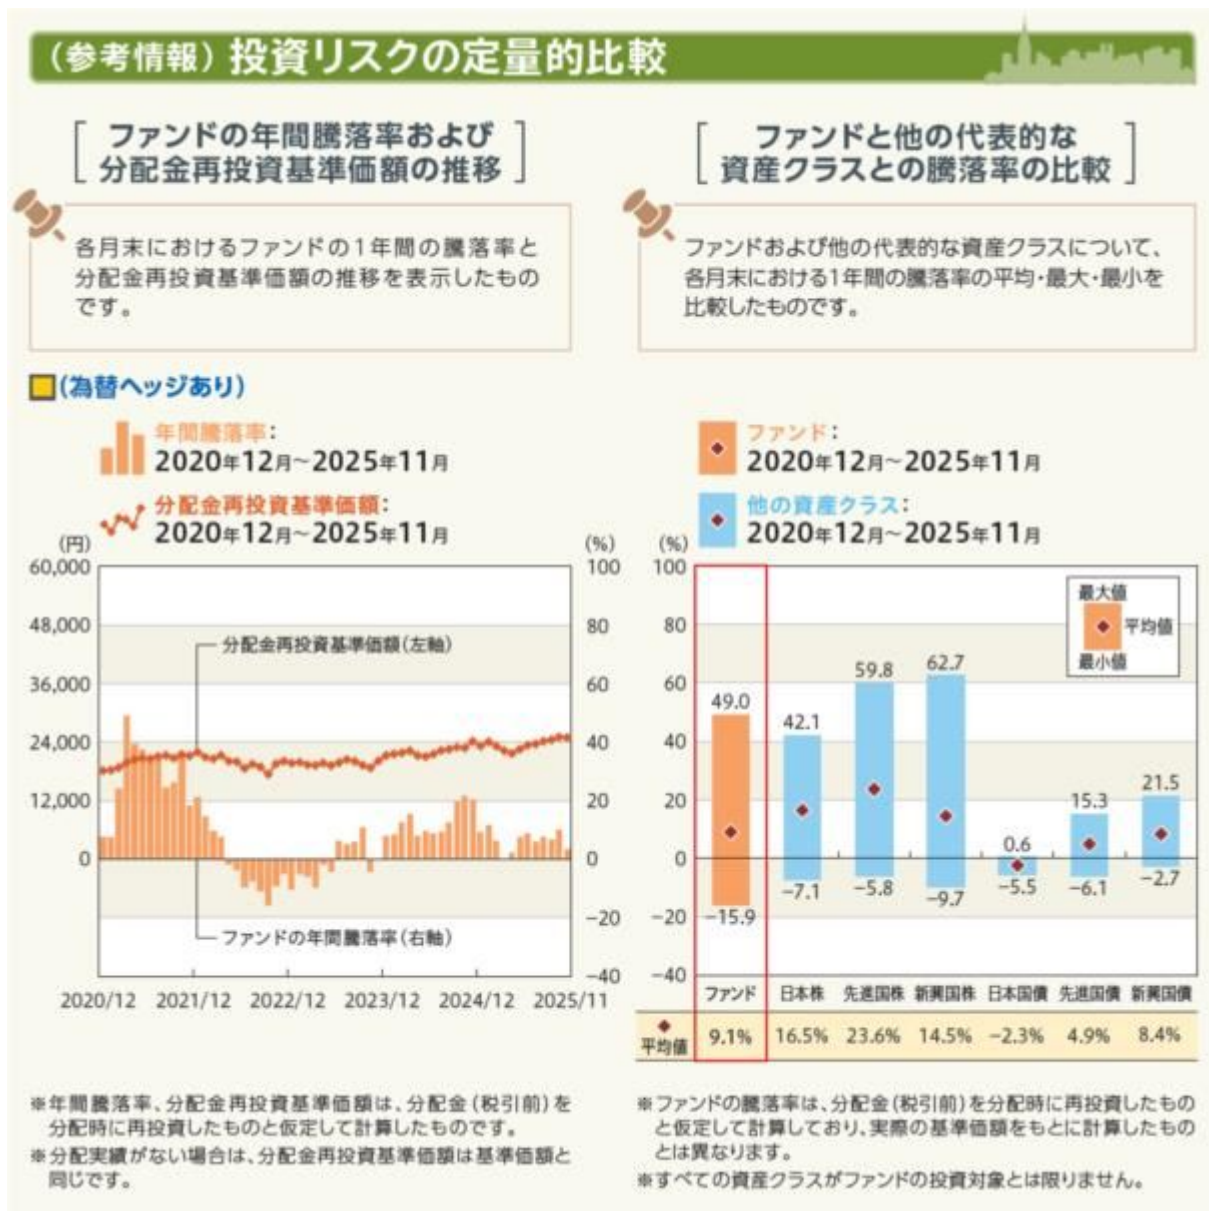 （参考情報）投資リスクの定量的比較
ファンドの年間騰落率および
分配金再投資基準価額の推移
各月末におけるファンドの1年間の騰落率と
分配金再投資基準価額の推移を表示したもの
です。
ファンドと他の代表的な
資産クラスとの騰落率の比較
ファンドおよび他の代表的な資産クラスについて、
各月末における1年間の騰落率の平均・最大・最小を
比較したものです。
（為替ヘッジあり）
年間騰落率：
2020年12月～2025年11月
分配金再投資基準価額：
2020年12月～2025年11月
(円)
(%)
60,000
48,000
36,000
24,000
12,000
0
100
80
60
40
20
0
−20
−40
分配金再投資基準価額（左軸）
ファンドの年間騰落率（右軸）
2020/12 2021/12 2022/12 2023/12 2024/12 2025/11
※年間騰落率、分配金再投資基準価額は、分配金（税引前）を
分配時に再投資したものと仮定して計算したものです。
※分配実績がない場合は、分配金再投資基準価額は基準価額と
同じです。
ファンド：
2020年12月～2025年11月
他の資産クラス：
2020年12月～2025年11月
(%)
100
80
60
40
20
0
−20
−40
最大値
平均値
最小値
49.0
42.1
59.8
62.7
0.6
15.3
21.5
−15.9
−7.1
−5.8
−9.7
−5.5
−6.1
−2.7
ファンド 日本株 先進国株 新興国株 日本国債 先進国債 新興国債
平均値 9.1% 16.5% 23.6% 14.5% −2.3% 4.9% 8.4%
※ファンドの騰落率は、分配金（税引前）を分配時に再投資したもの
と仮定して計算しており、実際の基準価額をもとに計算したもの
とは異なります。
※すべての資産クラスがファンドの投資対象とは限りません。